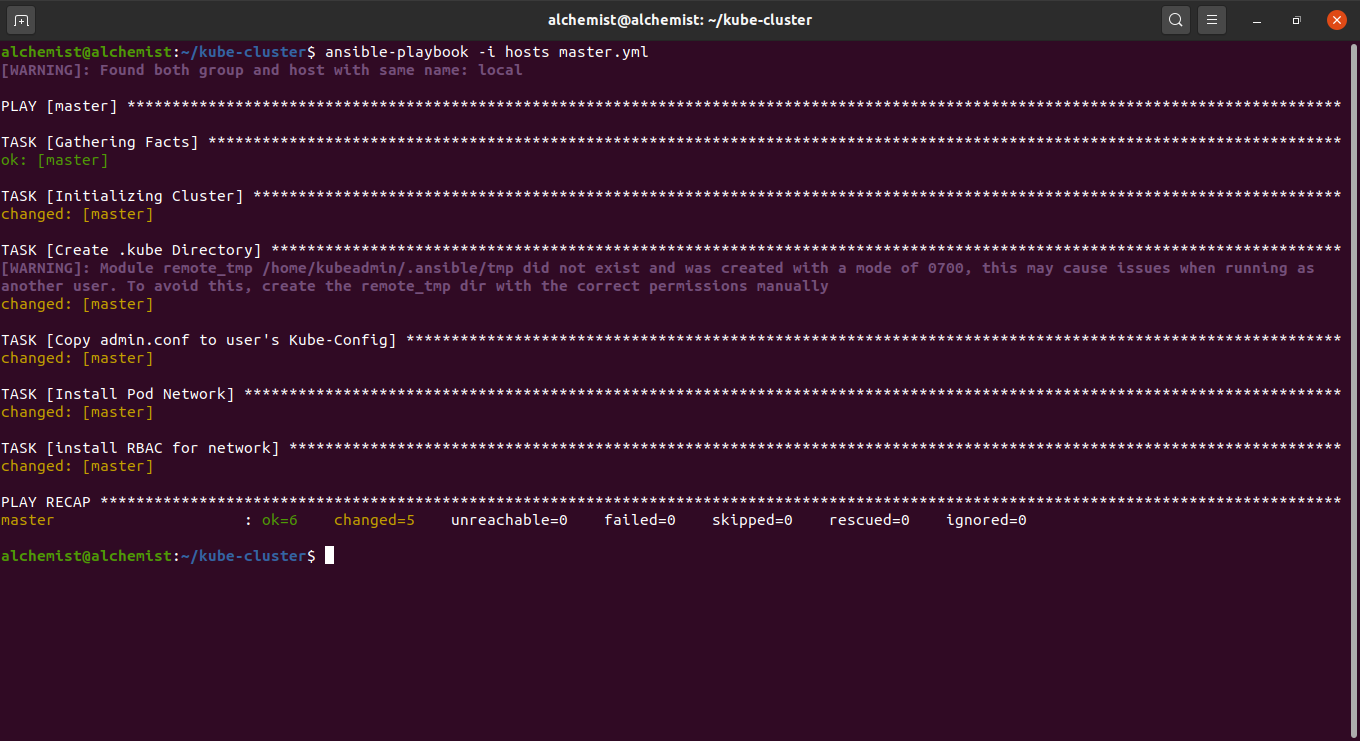 alchemist@alchemist: ~/kube-cluster
alchemist@alchemist:~/kube-cluster$ ansible-playbook -i hosts master.yml
[WARNING]: Found both group and host with same name: local
PLAY [master] ***************************************************************************************************************************************
TASK [Gathering Facts] ******************************************************************************************************************************
ok: [master]
TASK [Initializing Cluster] *************************************************************************************************************************
changed: [master]
TASK [Create .kube Directory] ***********************************************************************************************************************
[WARNING]: Module remote_tmp /home/kubeadmin/.ansible/tmp did not exist and was created with a mode of 0700, this may cause issues when running as
another user. To avoid this, create the remote_tmp dir with the correct permissions manually
changed: [master]
TASK [Copy admin.conf to user's Kube-Config] ********************************************************************************************************
changed: [master]
TASK [Install Pod Network] **************************************************************************************************************************
changed: [master]
TASK [install RBAC for network] *********************************************************************************************************************
changed: [master]
PLAY RECAP ******************************************************************************************************************************************
master                     : ok=6    changed=5    unreachable=0    failed=0    skipped=0    rescued=0    ignored=0
alchemist@alchemist:~/kube-cluster$